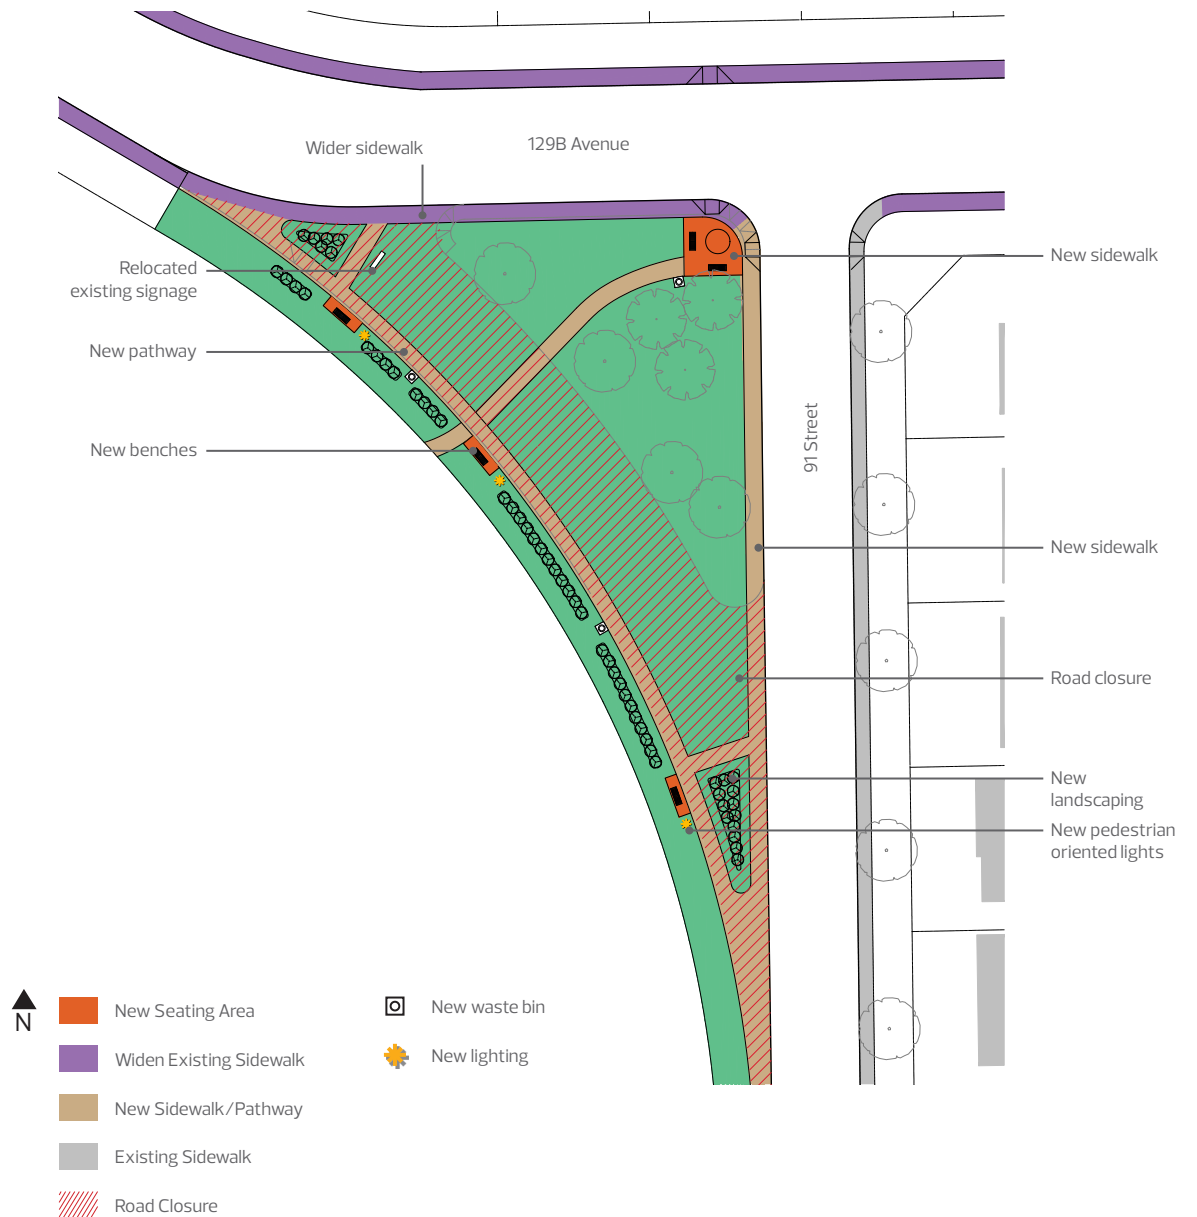 Wider sidewalk
129B Avenue
New sidewalk
Relocated
existing signage
New pathway
New benches
91 Street
New sidewalk
Road closure
New
landscaping
New pedestrian
oriented lights
N
New Seating Area
New waste bin
Widen Existing Sidewalk
New lighting
New Sidewalk/Pathway
Existing Sidewalk
Road Closure